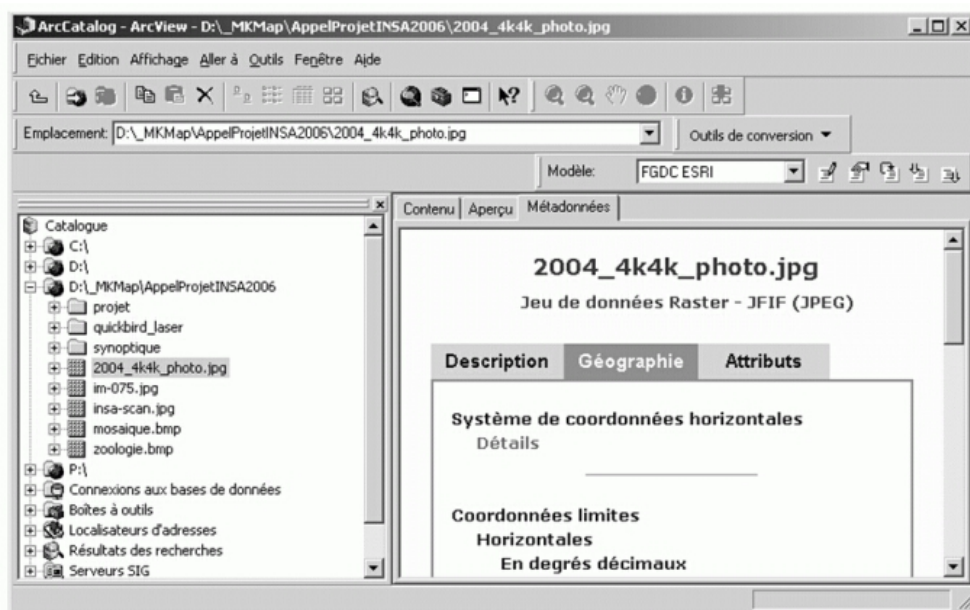 ArcCatalog - ArcView - D:\_MKMap\AppelProjetINSA2006\2004_4k4k_photo.jpg
Fichier Edition Affichage Aller à Outils Fenêtre Aide
Emplacement: D:\_MKMap\AppelProjetINSA2006\2004_4k4k_photo.jpg Outils de conversion
Modèle: FGDC ESRI
Catalogue
C:\
D:\
D:\_MKMap\AppelProjetINSA2006
projet
quickbird_laser
synoptique
2004_4k4k_photo.jpg
im-075.jpg
insa-scan.jpg
mosaique.bmp
zoologie.bmp
P:\
Connexions aux bases de données
Boîtes à outils
Localisateurs d'adresses
Résultats des recherches
Serveurs SIG
Contenu Aperçu Métadonnées
2004_4k4k_photo.jpg
Jeu de données Raster - JFIF (JPEG)
Description Géographie Attributs
Système de coordonnées horizontales
Détails
Coordonnées limites
Horizontales
En degrés décimaux